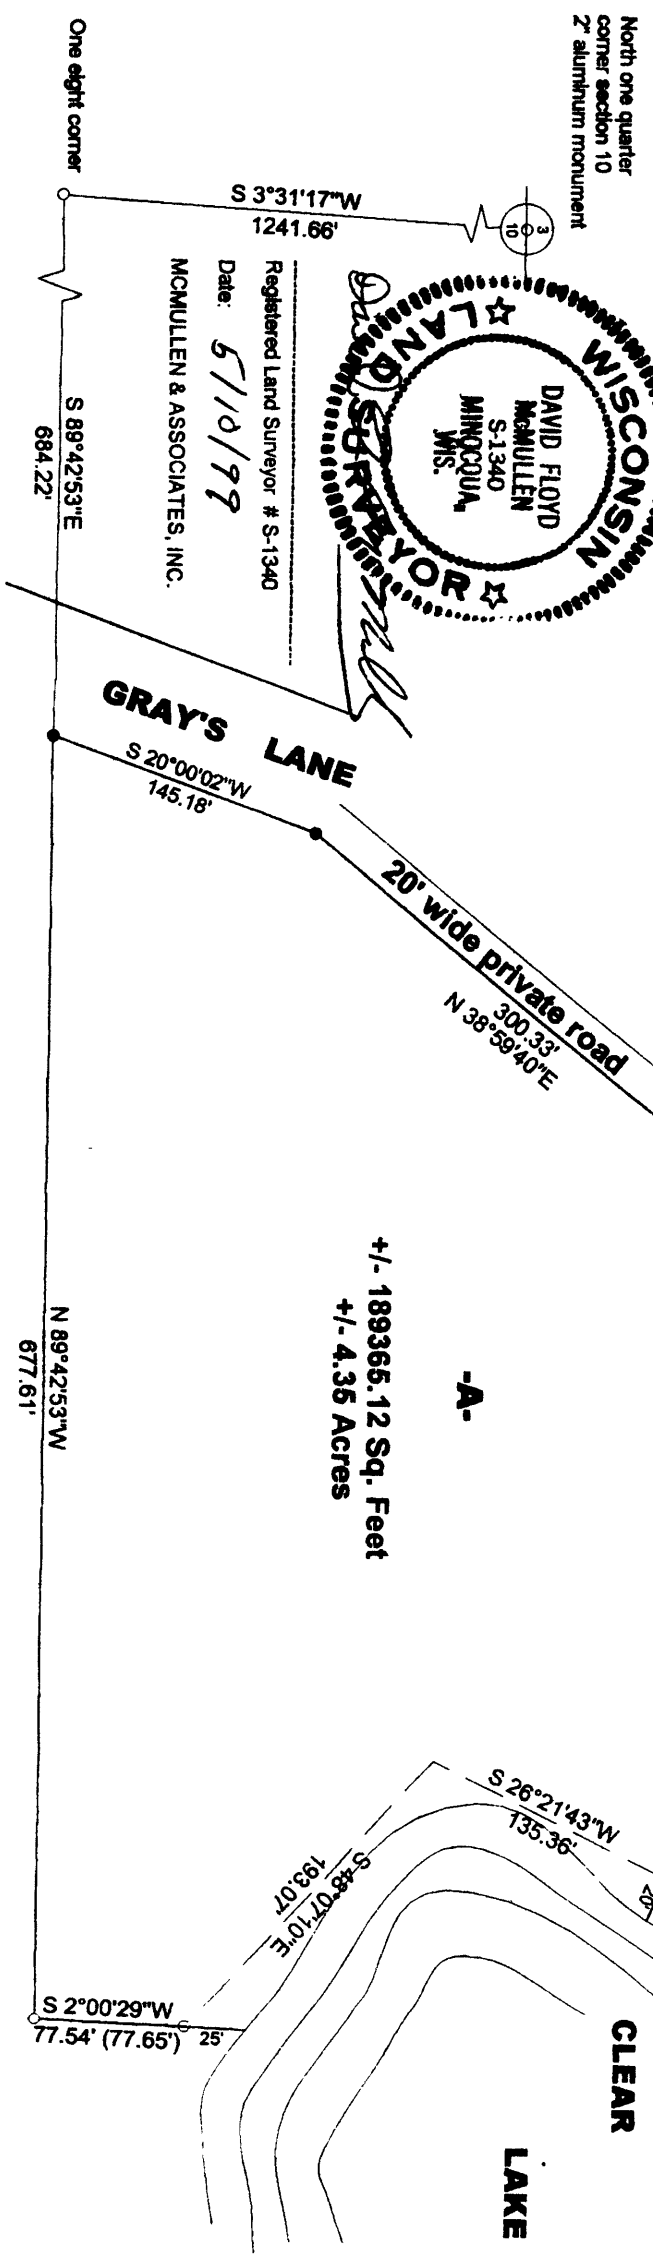 North one quarter
corner section 10
2" aluminum monument
3
10
S 3°31'17"W
1241.66'
One eight corner
WISCONSIN
LAND SURVEYOR
DAVID FLOYD
McMULLEN
S-1340
MINOCQUA,
WIS.
Registered Land Surveyor # S-1340
Date: 5/10/99
MCMULLEN & ASSOCIATES, INC.
S 89°42'53"E
684.22'
GRAY'S LANE
S 20°00'02"W
145.18'
20' wide private road
300.33'
N 38°59'40"E
-A-
+/- 189365.12 Sq. Feet
+/- 4.35 Acres
N 89°42'53"W
677.61'
S 26°21'43"W
135.36'
S 48°07'10"E
193.07'
S 2°00'29"W
77.54' (77.65')
25'
CLEAR
LAKE